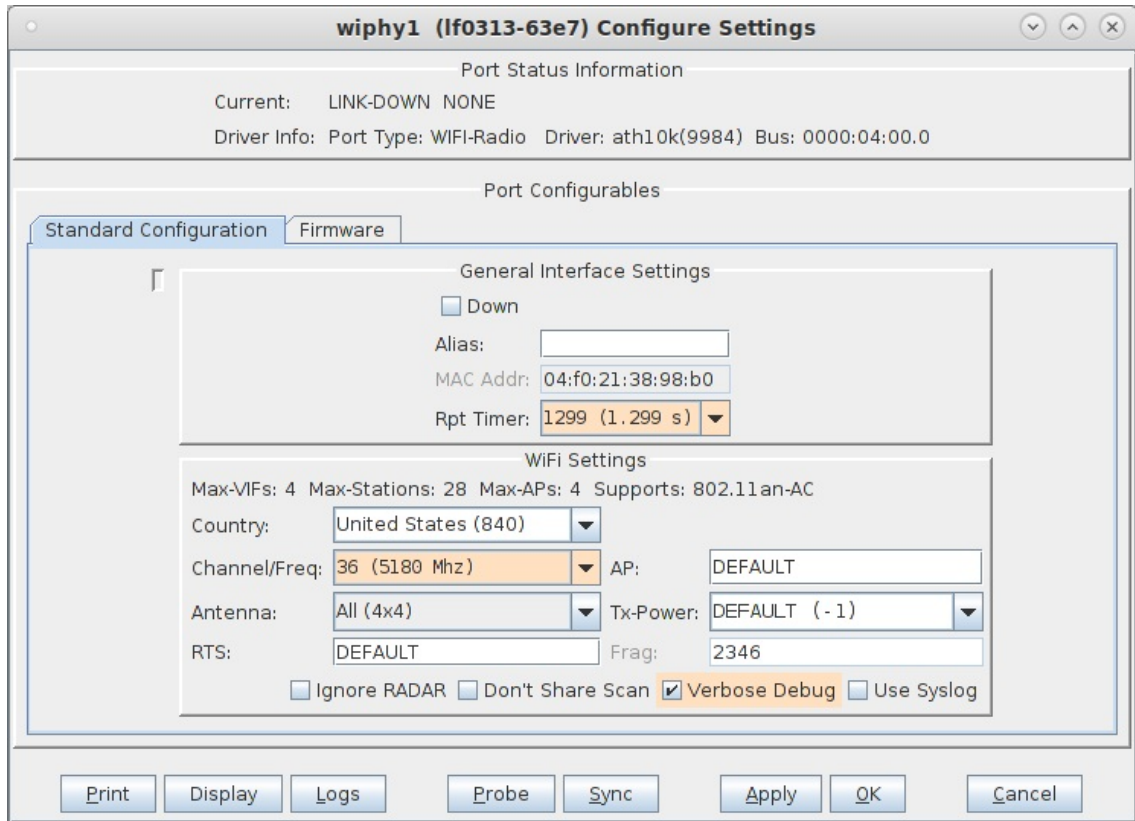 wiphy1 (lf0313-63e7) Configure Settings
Port Status Information
Current: LINK-DOWN NONE
Driver Info: Port Type: WIFI-Radio Driver: ath10k(9984) Bus: 0000:04:00.0
Port Configurables
Standard Configuration Firmware
General Interface Settings
Down
Alias:
MAC Addr: 04:f0:21:38:98:b0
Rpt Timer: 1299 (1.299 s)
WiFi Settings
Max-VIFs: 4 Max-Stations: 28 Max-APs: 4 Supports: 802.11an-AC
Country: United States (840)
Channel/Freq: 36 (5180 Mhz) AP: DEFAULT
Antenna: All (4x4) Tx-Power: DEFAULT (-1)
RTS: DEFAULT Frag: 2346
Ignore RADAR Don't Share Scan Verbose Debug Use Syslog
Print Display Logs Probe Sync Apply OK Cancel